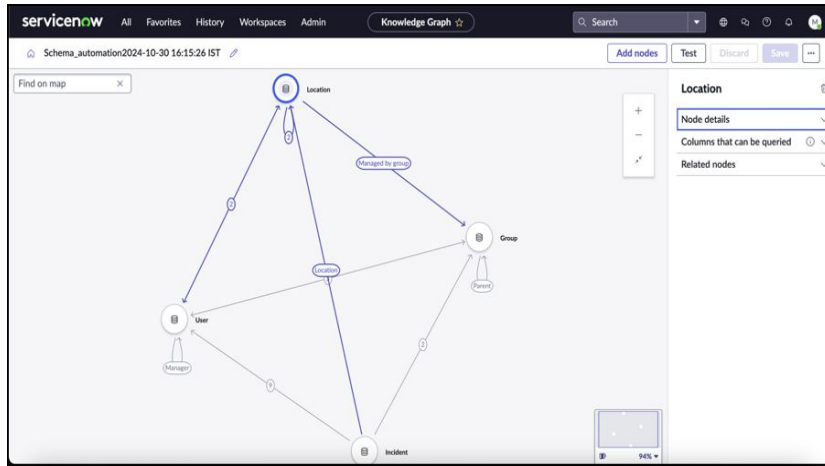 servicenow All Favorites History Workspaces Admin Knowledge Graph Search M
Schema_automation2024-10-30 16:15:26 IST Add nodes Test Discard Save ...
Find on map ×
Location
2
Managed by group
2
Group
Location
Parent
User
Manager
2
9
Incident
+
−
94%
Location
Node details
Columns that can be queried
Related nodes